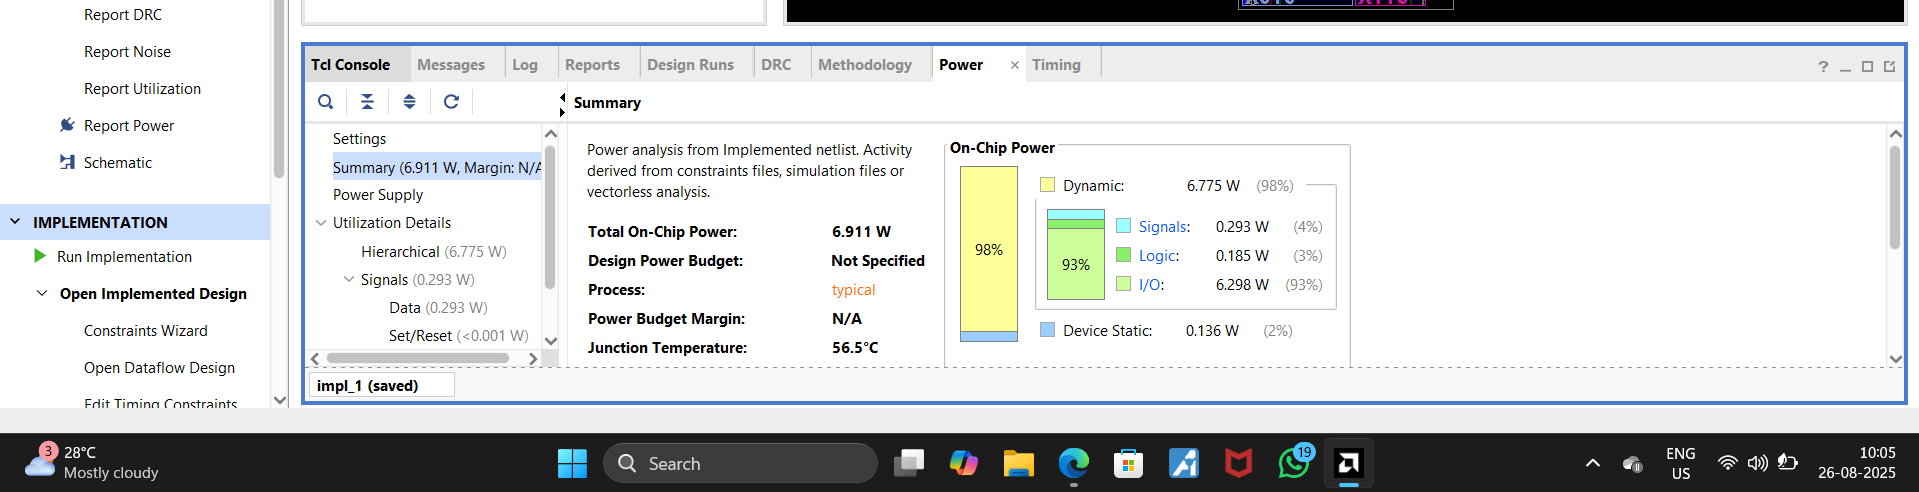 Report DRC
Report Noise
Report Utilization
Report Power
Schematic
IMPLEMENTATION
Run Implementation
Open Implemented Design
Constraints Wizard
Open Dataflow Design
Edit Timing Constraints
Tcl Console Messages Log Reports Design Runs DRC Methodology Power × Timing
?
Summary
Settings
Summary (6.911 W, Margin: N/A
Power Supply
Utilization Details
Hierarchical (6.775 W)
Signals (0.293 W)
Data (0.293 W)
Set/Reset (<0.001 W)
Power analysis from Implemented netlist. Activity
derived from constraints files, simulation files or
vectorless analysis.
Total On-Chip Power: 6.911 W
Design Power Budget: Not Specified
Process: typical
Power Budget Margin: N/A
Junction Temperature: 56.5°C
On-Chip Power
98%
93%
Dynamic: 6.775 W (98%)
Signals: 0.293 W (4%)
Logic: 0.185 W (3%)
I/O: 6.298 W (93%)
Device Static: 0.136 W (2%)
impl_1 (saved)
3
28°C
Mostly cloudy
Search
19
ENG
US
10:05
26-08-2025